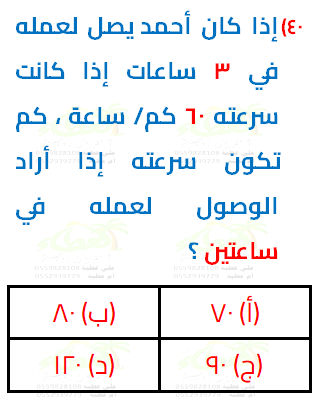 ٤٠) إذا كان أحمد يصل لعمله
في ٣ ساعات إذا كانت
سرعته ٦٠ كم/ ساعة ، كم
تكون سرعته إذا أراد
الوصول لعمله في
ساعتين ؟
(أ) ٧٠ (ب) ٨٠
(ج) ٩٠ (د) ١٢٠